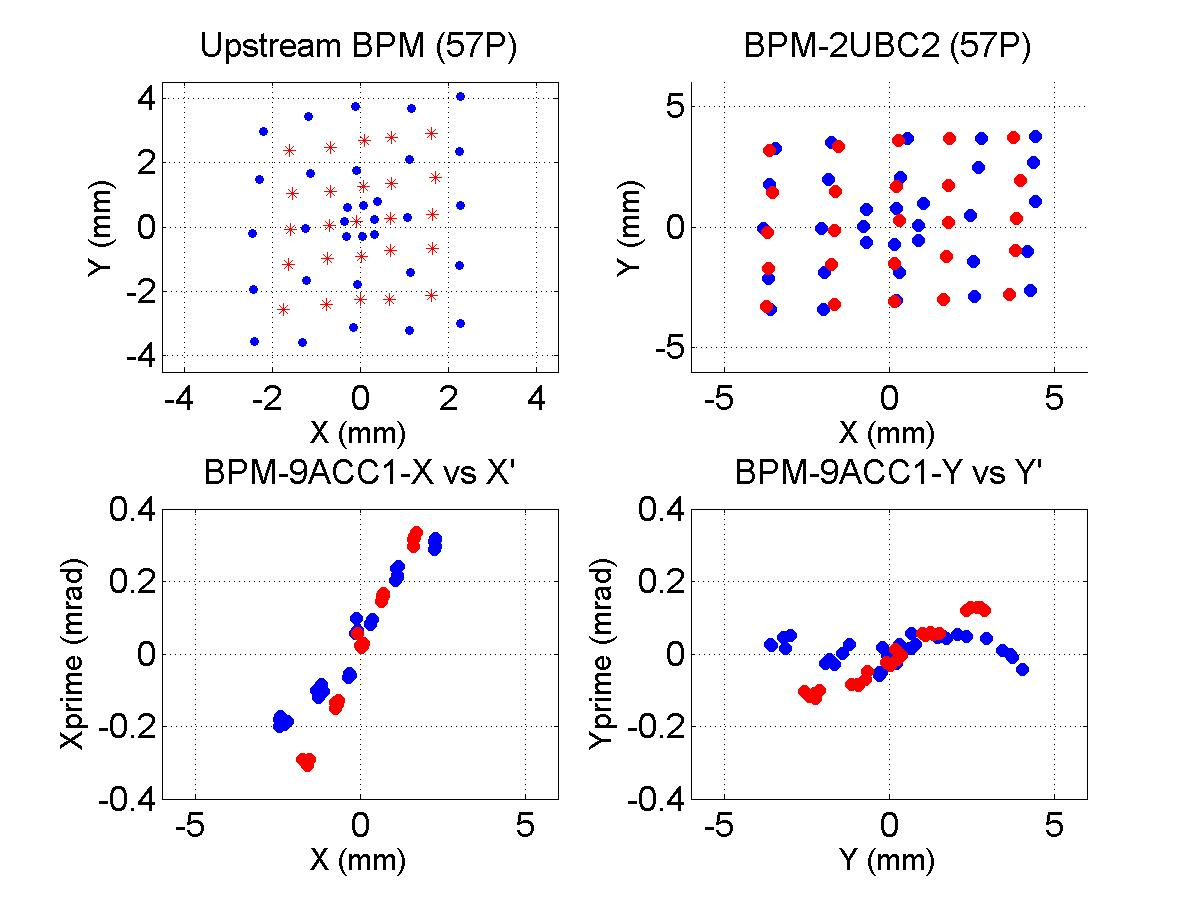 Upstream BPM (57P)
4
2
0
-2
-4
Y (mm)
-4 -2 0 2 4
X (mm)
BPM-2UBC2 (57P)
5
0
-5
Y (mm)
-5 0 5
X (mm)
BPM-9ACC1-X vs X'
0.4
0.2
0
-0.2
-0.4
Xprime (mrad)
-5 0 5
X (mm)
BPM-9ACC1-Y vs Y'
0.4
0.2
0
-0.2
-0.4
Yprime (mrad)
-5 0 5
Y (mm)